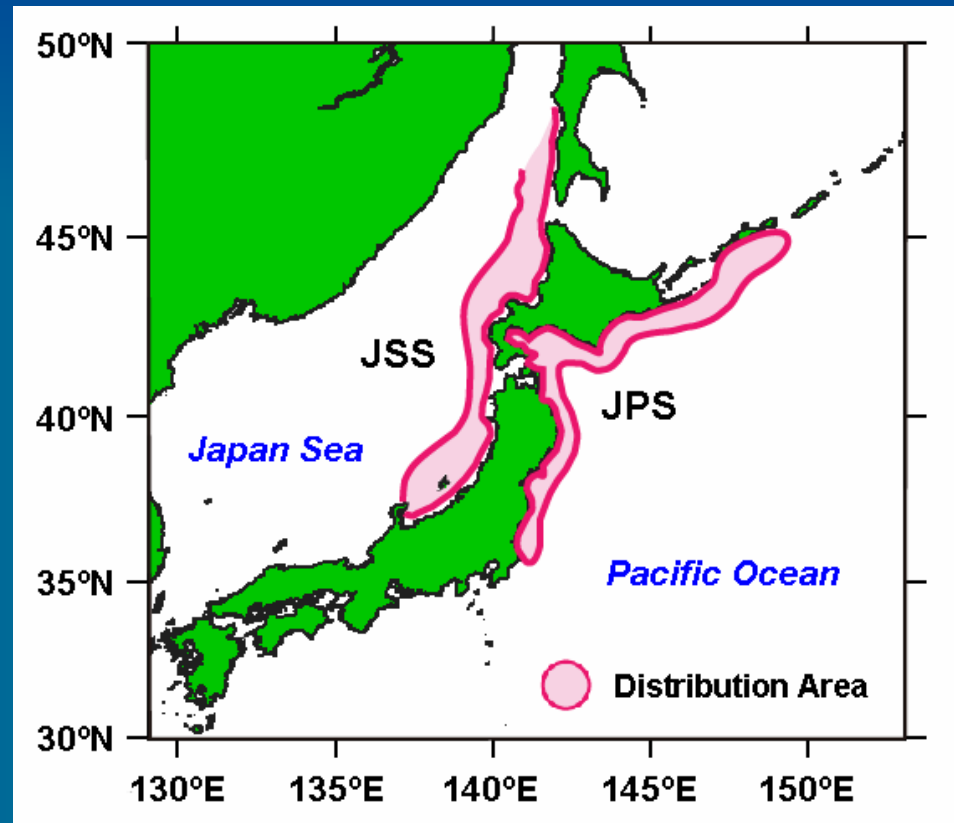 50ºN
45ºN
JSS
JPS
40ºN
Japan Sea
35ºN
Pacific Ocean
Distribution Area
30ºN
130ºE 135ºE 140ºE 145ºE 150ºE